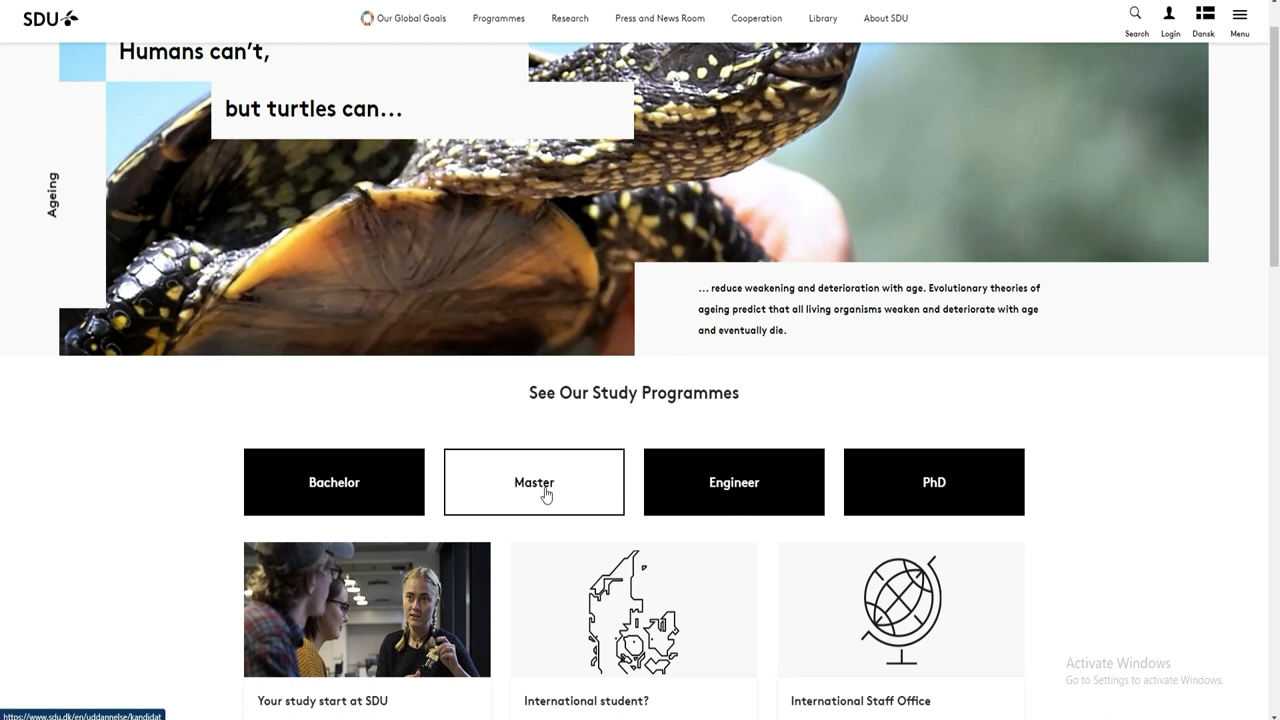 SDU
Our Global Goals
Programmes
Research
Press and News Room
Cooperation
Library
About SDU
Search
Login
Dansk
Menu
Humans can't,
but turtles can...
Ageing
... reduce weakening and deterioration with age. Evolutionary theories of
ageing predict that all living organisms weaken and deteriorate with age
and eventually die.
See Our Study Programmes
Bachelor
Master
Engineer
PhD
Your study start at SDU
International student?
International Staff Office
Activate Windows
Go to Settings to activate Windows.
https://www.sdu.dk/en/uddannelse/kandidat